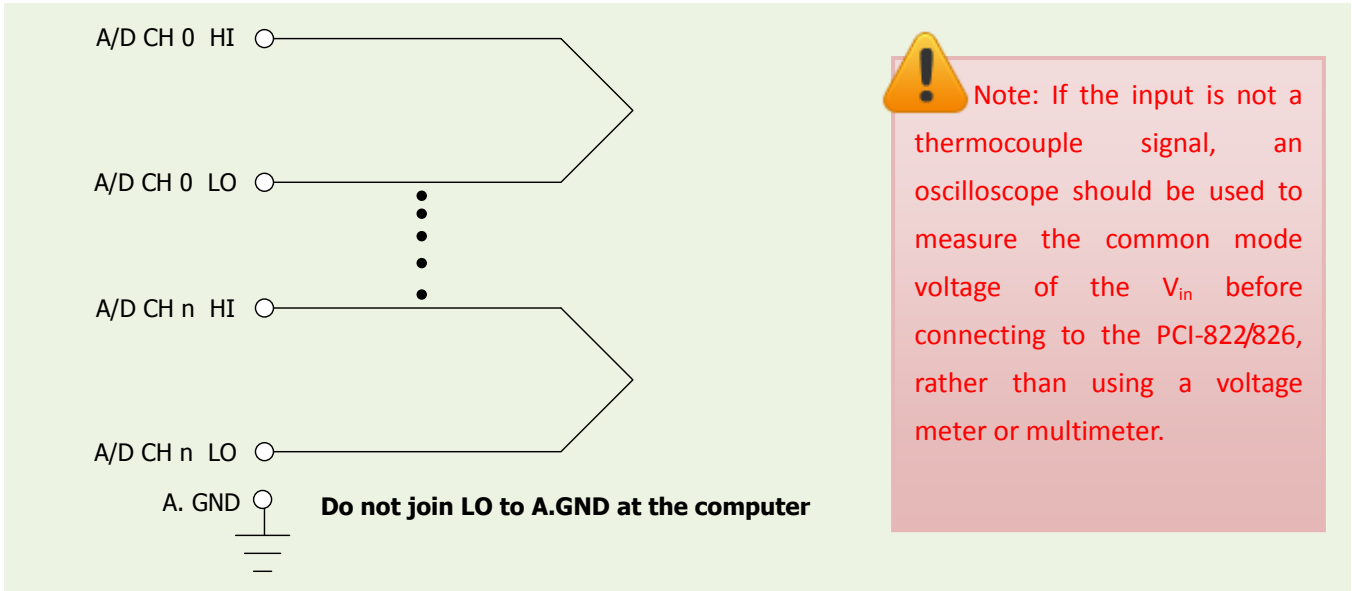 A/D CH 0 HI
A/D CH 0 LO
A/D CH n HI
A/D CH n LO
A. GND
Do not join LO to A.GND at the computer
Note: If the input is not a
thermocouple signal, an
oscilloscope should be used to
measure the common mode
voltage of the Vin before
connecting to the PCI-822/826,
rather than using a voltage
meter or multimeter.